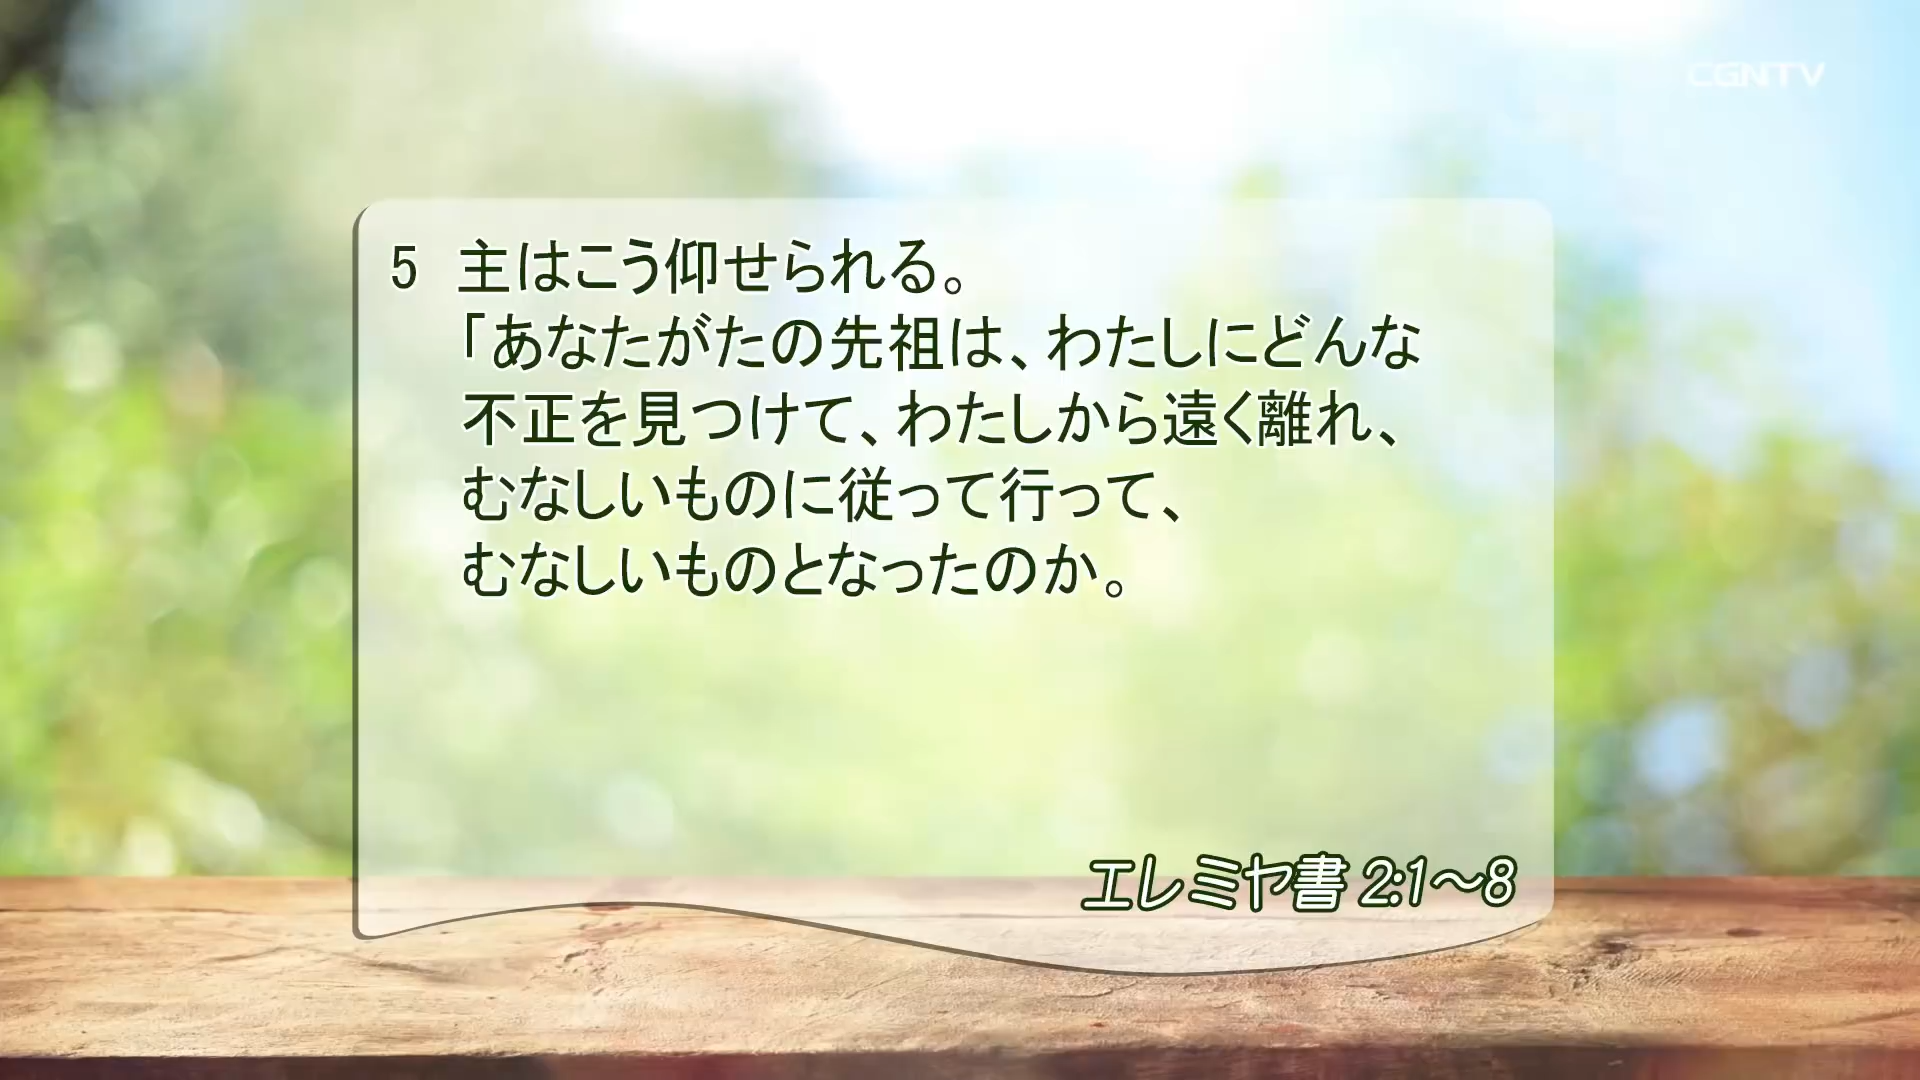 CGNTV
5 主はこう仰せられる。
「あなたがたの先祖は、わたしにどんな
不正を見つけて、わたしから遠く離れ、
むなしいものに従って行って、
むなしいものとなったのか。
エレミヤ書 2:1～8